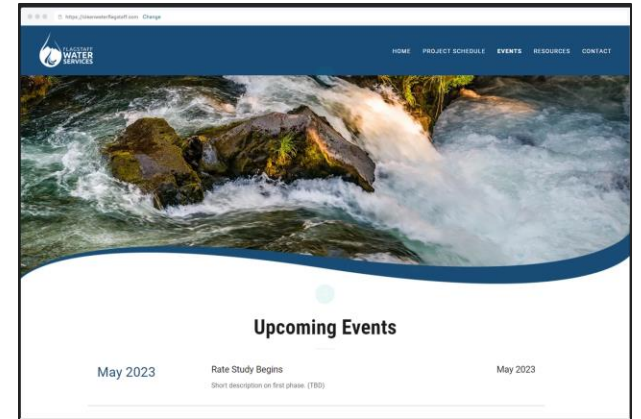 https://clearwaterflagstaff.com Change
FLAGSTAFF
WATER
SERVICES
HOME PROJECT SCHEDULE EVENTS RESOURCES CONTACT
Upcoming Events
May 2023 Rate Study Begins May 2023
Short description on first phase. (TBD)